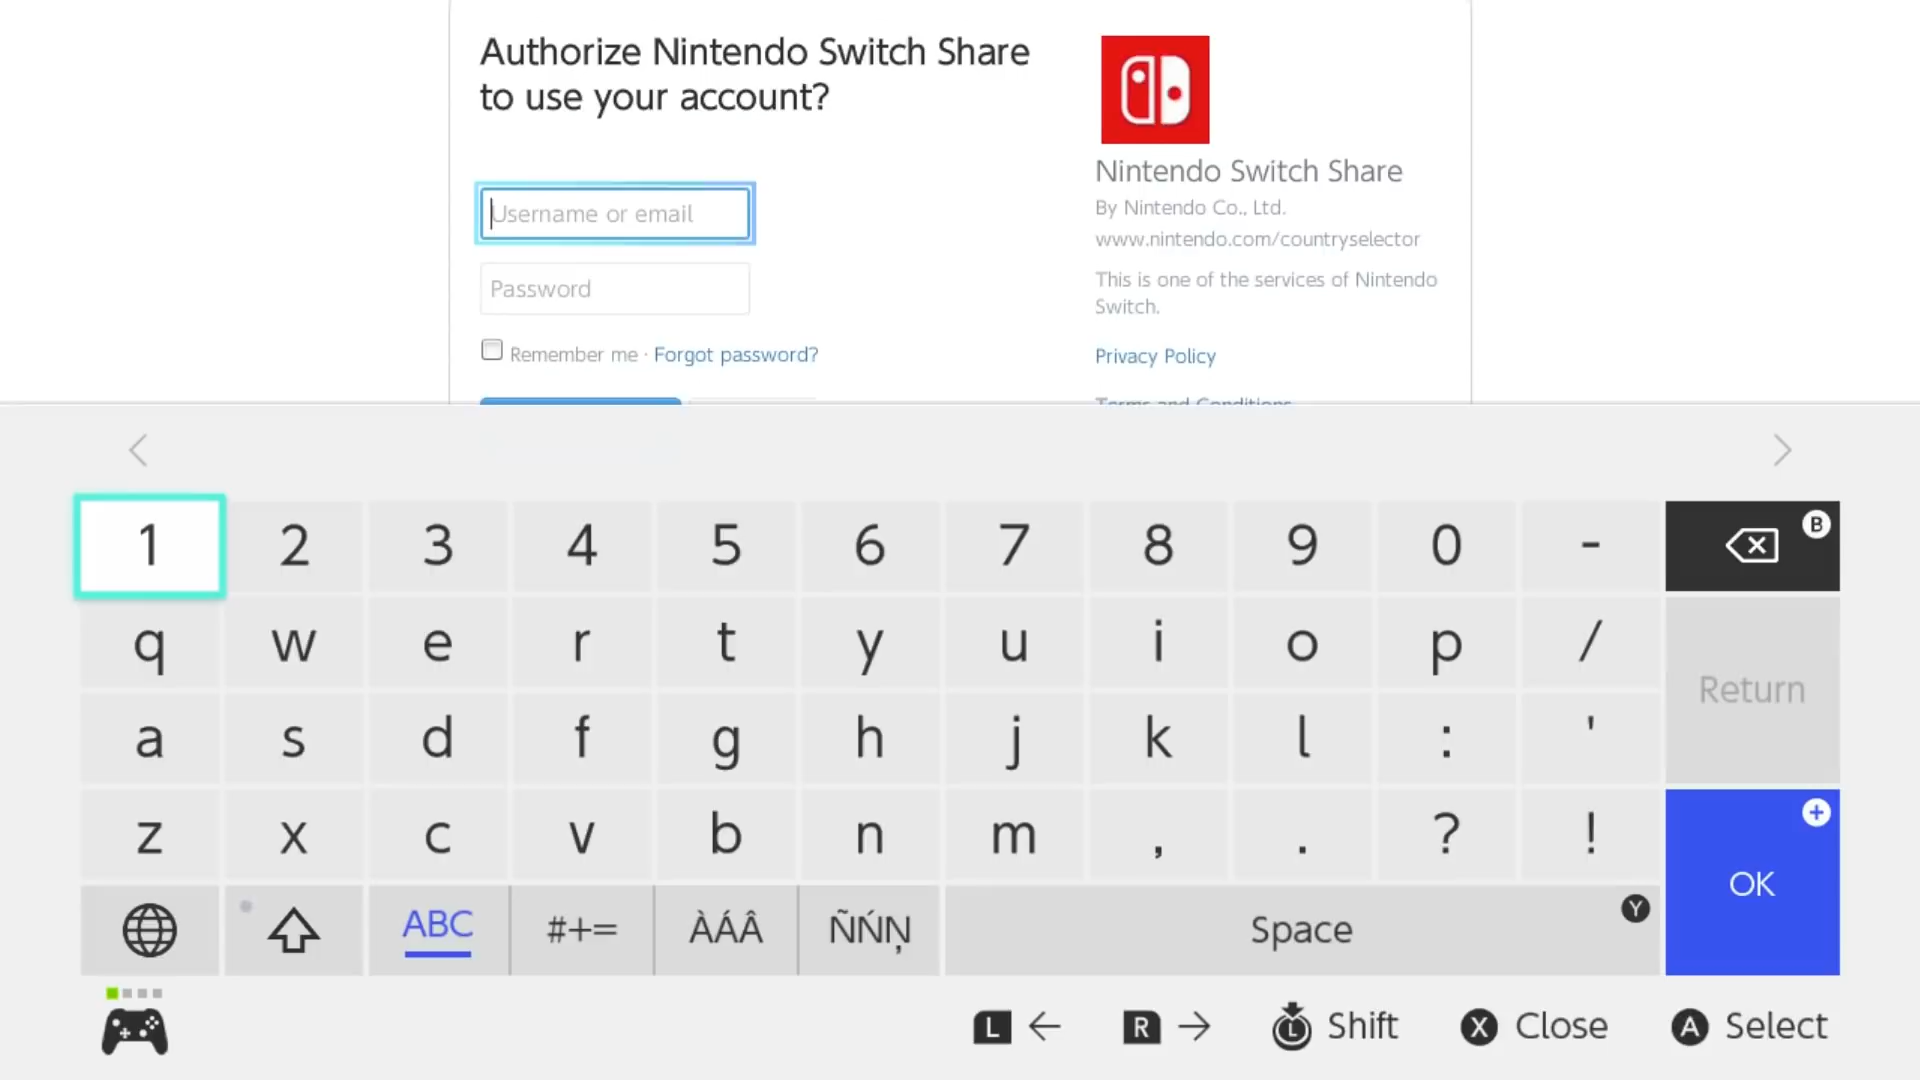 Authorize Nintendo Switch Share
to use your account?
Username or email
Password
Remember me · Forgot password?
Nintendo Switch Share
By Nintendo Co., Ltd.
www.nintendo.com/countryselector
This is one of the services of Nintendo
Switch.
Privacy Policy
Terms and Conditions
1 2 3 4 5 6 7 8 9 0 - B
q w e r t y u i o p /
Return
a s d f g h j k l : '
z x c v b n m , . ? ! +
OK
ABC #+= ÀÁÂ ÑŃŅ Space Y
L ← R → L Shift X Close A Select